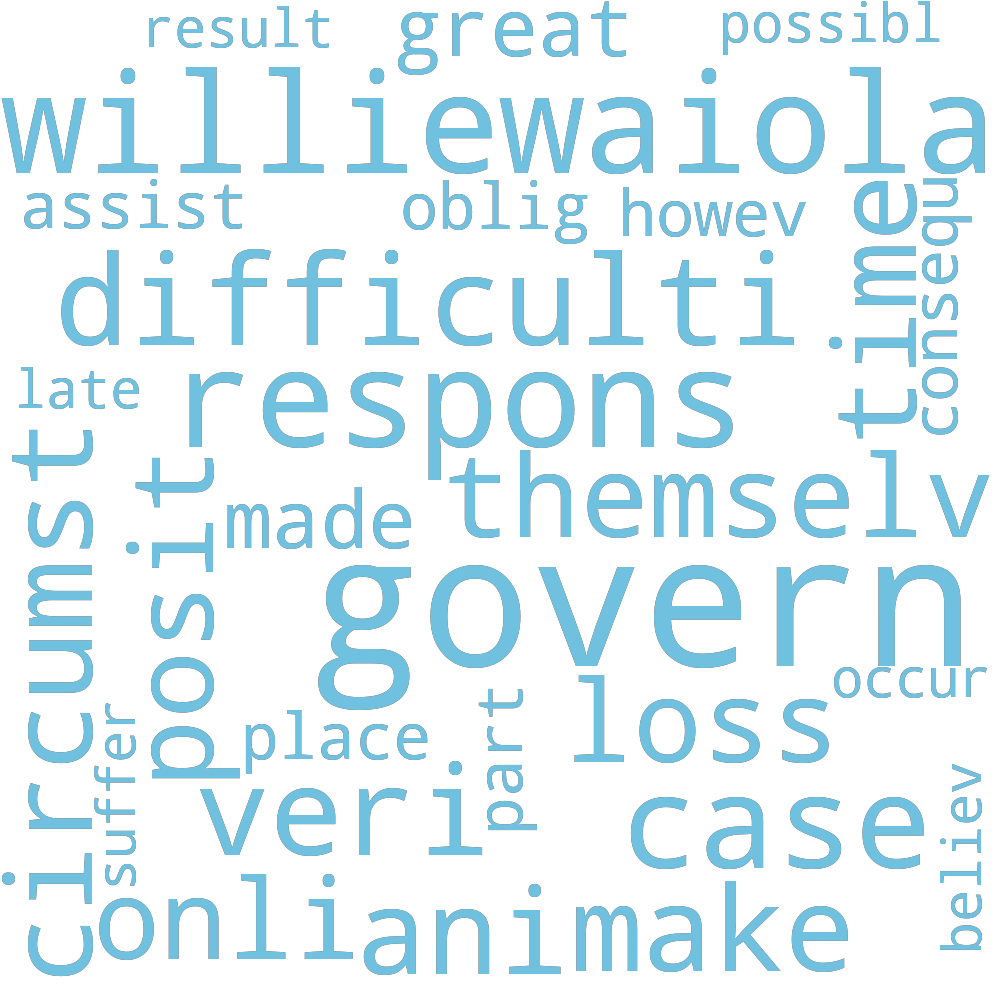 result great possibl
williewaiola
assist oblig howev
time
consequ
difficulti
late respons
circumst
posit
made themselv
govern
occur
suffer
place part loss
veri case
believ
onli ani make